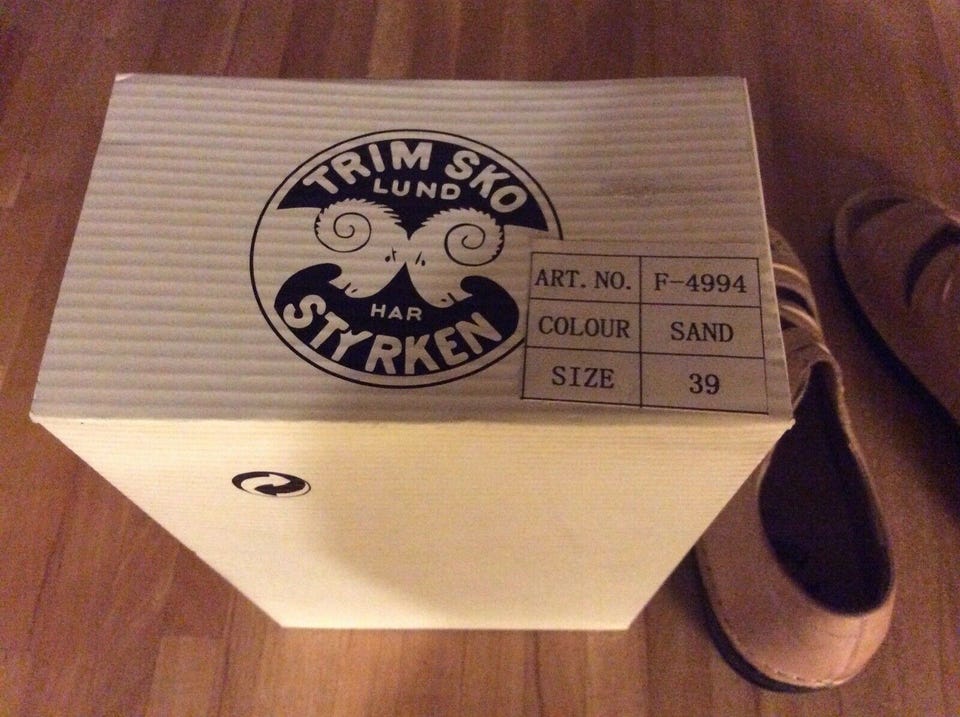 TRIM SKO
LUND
HAR
STYRKEN
ART. NO. F-4994
COLOUR SAND
SIZE 39